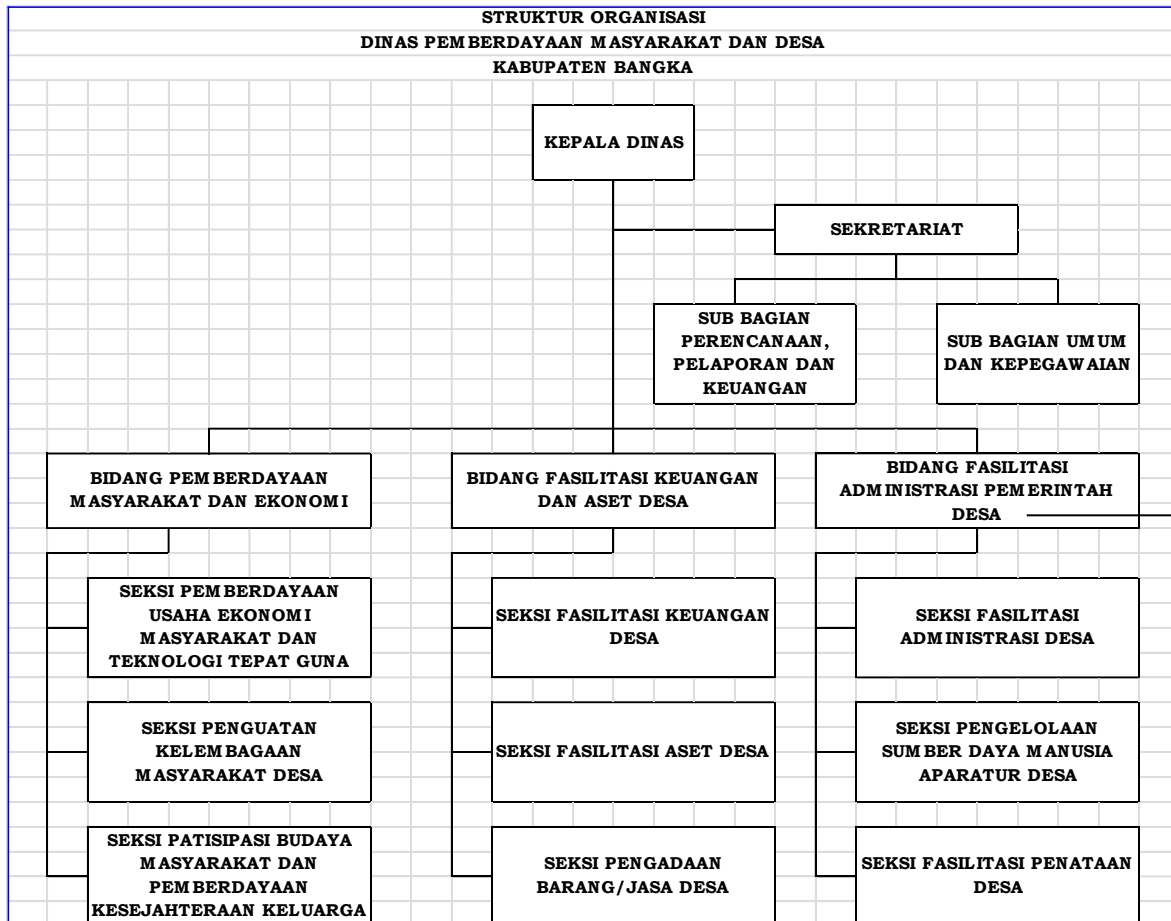 STRUKTUR ORGANISASI
DINAS PEMBERDAYAAN MASYARAKAT DAN DESA
KABUPATEN BANGKA
KEPALA DINAS
SEKRETARIAT
SUB BAGIAN
PERENCANAAN,
PELAPORAN DAN
KEUANGAN
SUB BAGIAN UMUM
DAN KEPEGAWAIAN
BIDANG PEMBERDAYAAN
MASYARAKAT DAN EKONOMI
BIDANG FASILITASI KEUANGAN
DAN ASET DESA
BIDANG FASILITASI
ADMINISTRASI PEMERINTAH
DESA
SEKSI PEMBERDAYAAN
USAHA EKONOMI
MASYARAKAT DAN
TEKNOLOGI TEPAT GUNA
SEKSI FASILITASI KEUANGAN
DESA
SEKSI FASILITASI
ADMINISTRASI DESA
SEKSI PENGUATAN
KELEMBAGAAN
MASYARAKAT DESA
SEKSI FASILITASI ASET DESA
SEKSI PENGELOLAAN
SUMBER DAYA MANUSIA
APARATUR DESA
SEKSI PATISIPASI BUDAYA
MASYARAKAT DAN
PEMBERDAYAAN
KESEJAHTERAAN KELUARGA
SEKSI PENGADAAN
BARANG/JASA DESA
SEKSI FASILITASI PENATAAN
DESA